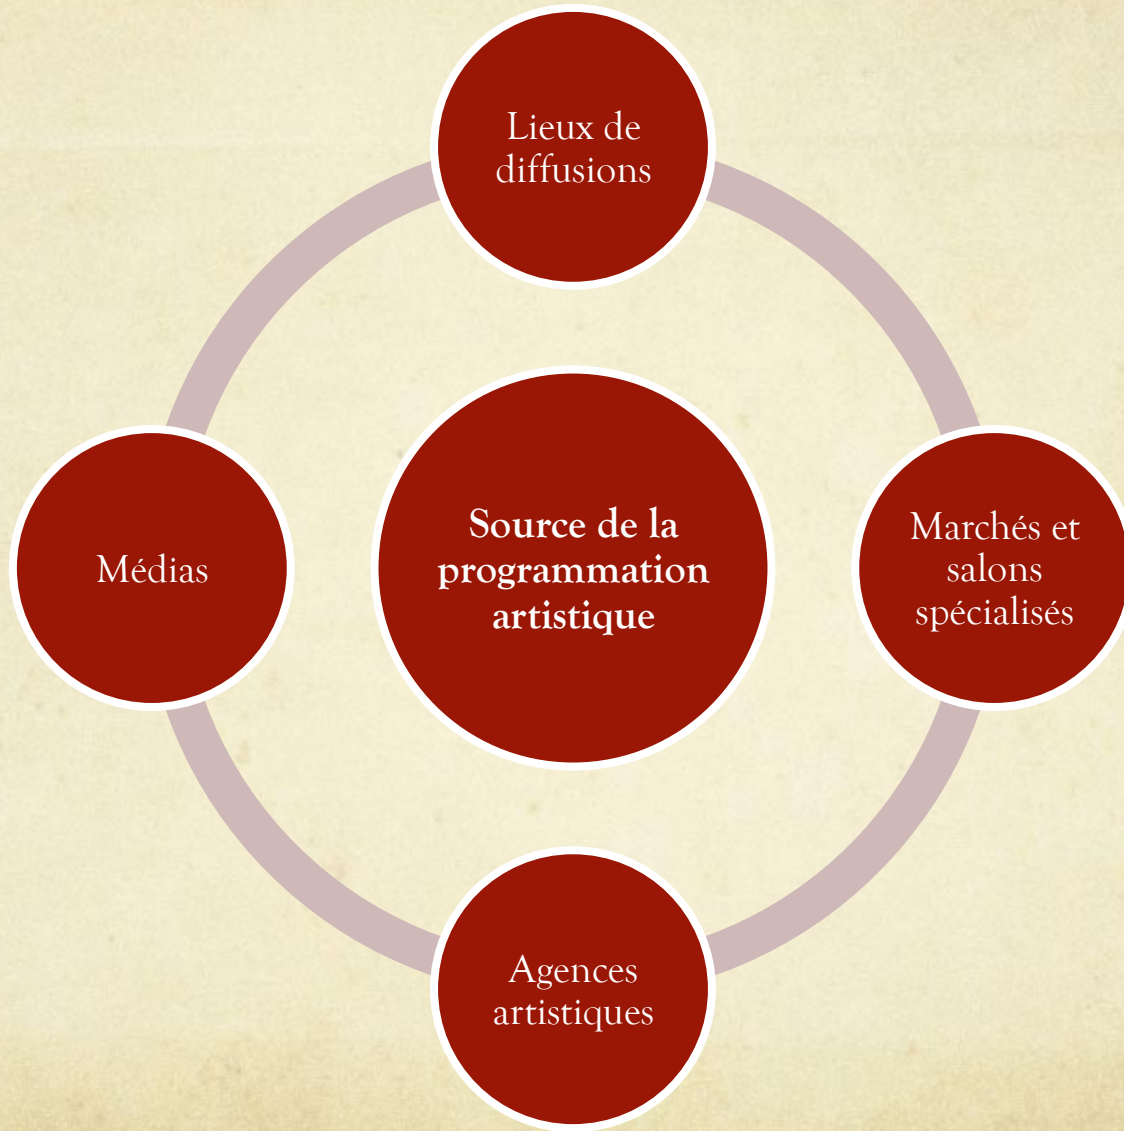 Lieux de
diffusions
Source de la
programmation
artistique
Marchés et
salons
spécialisés
Agences
artistiques
Médias